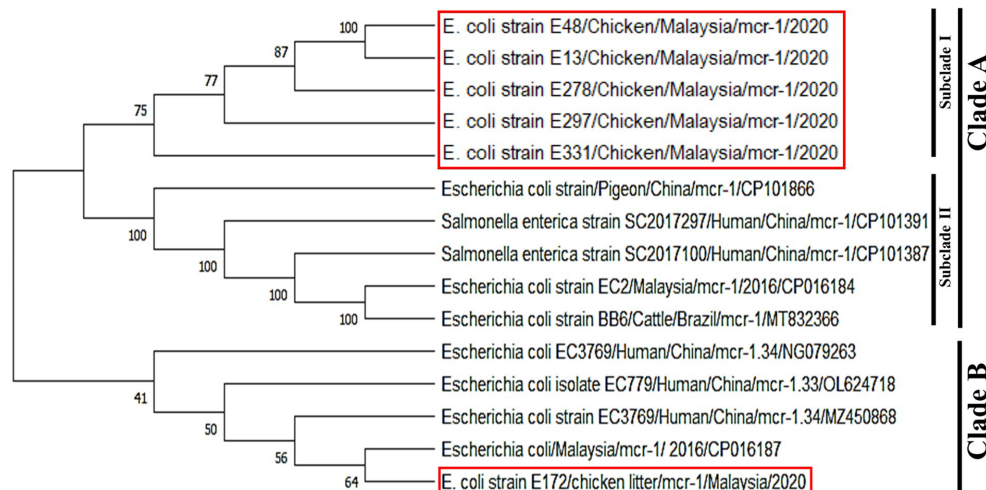 100
E. coli strain E48/Chicken/Malaysia/mcr-1/2020
87
E. coli strain E13/Chicken/Malaysia/mcr-1/2020
77
E. coli strain E278/Chicken/Malaysia/mcr-1/2020
75
E. coli strain E297/Chicken/Malaysia/mcr-1/2020
E. coli strain E331/Chicken/Malaysia/mcr-1/2020
Subclade I
Clade A
Escherichia coli strain/Pigeon/China/mcr-1/CP101866
100
Salmonella enterica strain SC2017297/Human/China/mcr-1/CP101391
100
Salmonella enterica strain SC2017100/Human/China/mcr-1/CP101387
100
Escherichia coli strain EC2/Malaysia/mcr-1/2016/CP016184
100
Escherichia coli strain BB6/Cattle/Brazil/mcr-1/MT832366
Subclade II
Escherichia coli EC3769/Human/China/mcr-1.34/NG079263
41
Escherichia coli isolate EC779/Human/China/mcr-1.33/OL624718
50
Escherichia coli strain EC3769/Human/China/mcr-1.34/MZ450868
56
Escherichia coli/Malaysia/mcr-1/ 2016/CP016187
64
E. coli strain E172/chicken litter/mcr-1/Malaysia/2020
Clade B